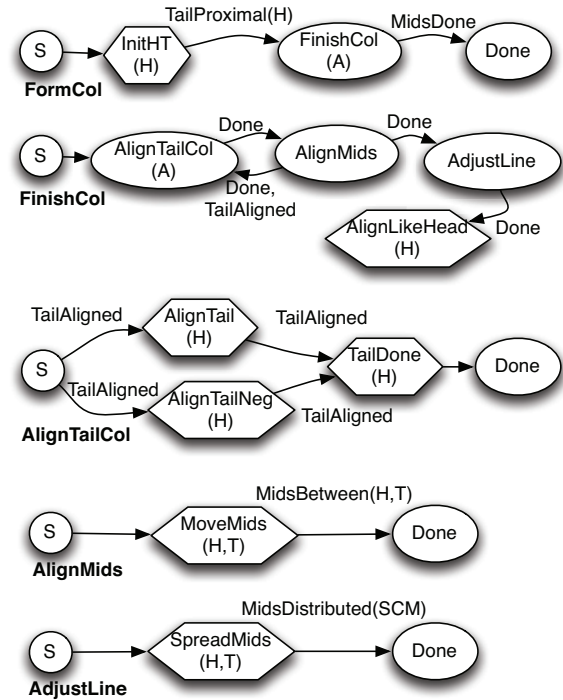 TailProximal(H)
MidsDone
S
InitHT
(H)
FinishCol
(A)
Done
FormCol
Done
Done
S
AlignTailCol
(A)
AlignMids
AdjustLine
FinishCol
Done,
TailAligned
AlignLikeHead
(H)
Done
TailAligned
AlignTail
(H)
TailAligned
S
TailDone
(H)
Done
TailAligned
AlignTailNeg
(H)
TailAligned
AlignTailCol
MidsBetween(H,T)
S
MoveMids
(H,T)
Done
AlignMids
MidsDistributed(SCM)
S
SpreadMids
(H,T)
Done
AdjustLine